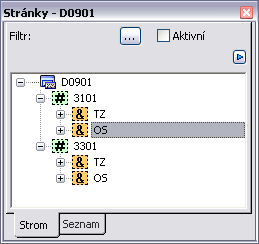 Stránky - D0901
Filtr: ... Aktivní
D0901
# 3101
& TZ
& OS
# 3301
& TZ
& OS
Strom Seznam